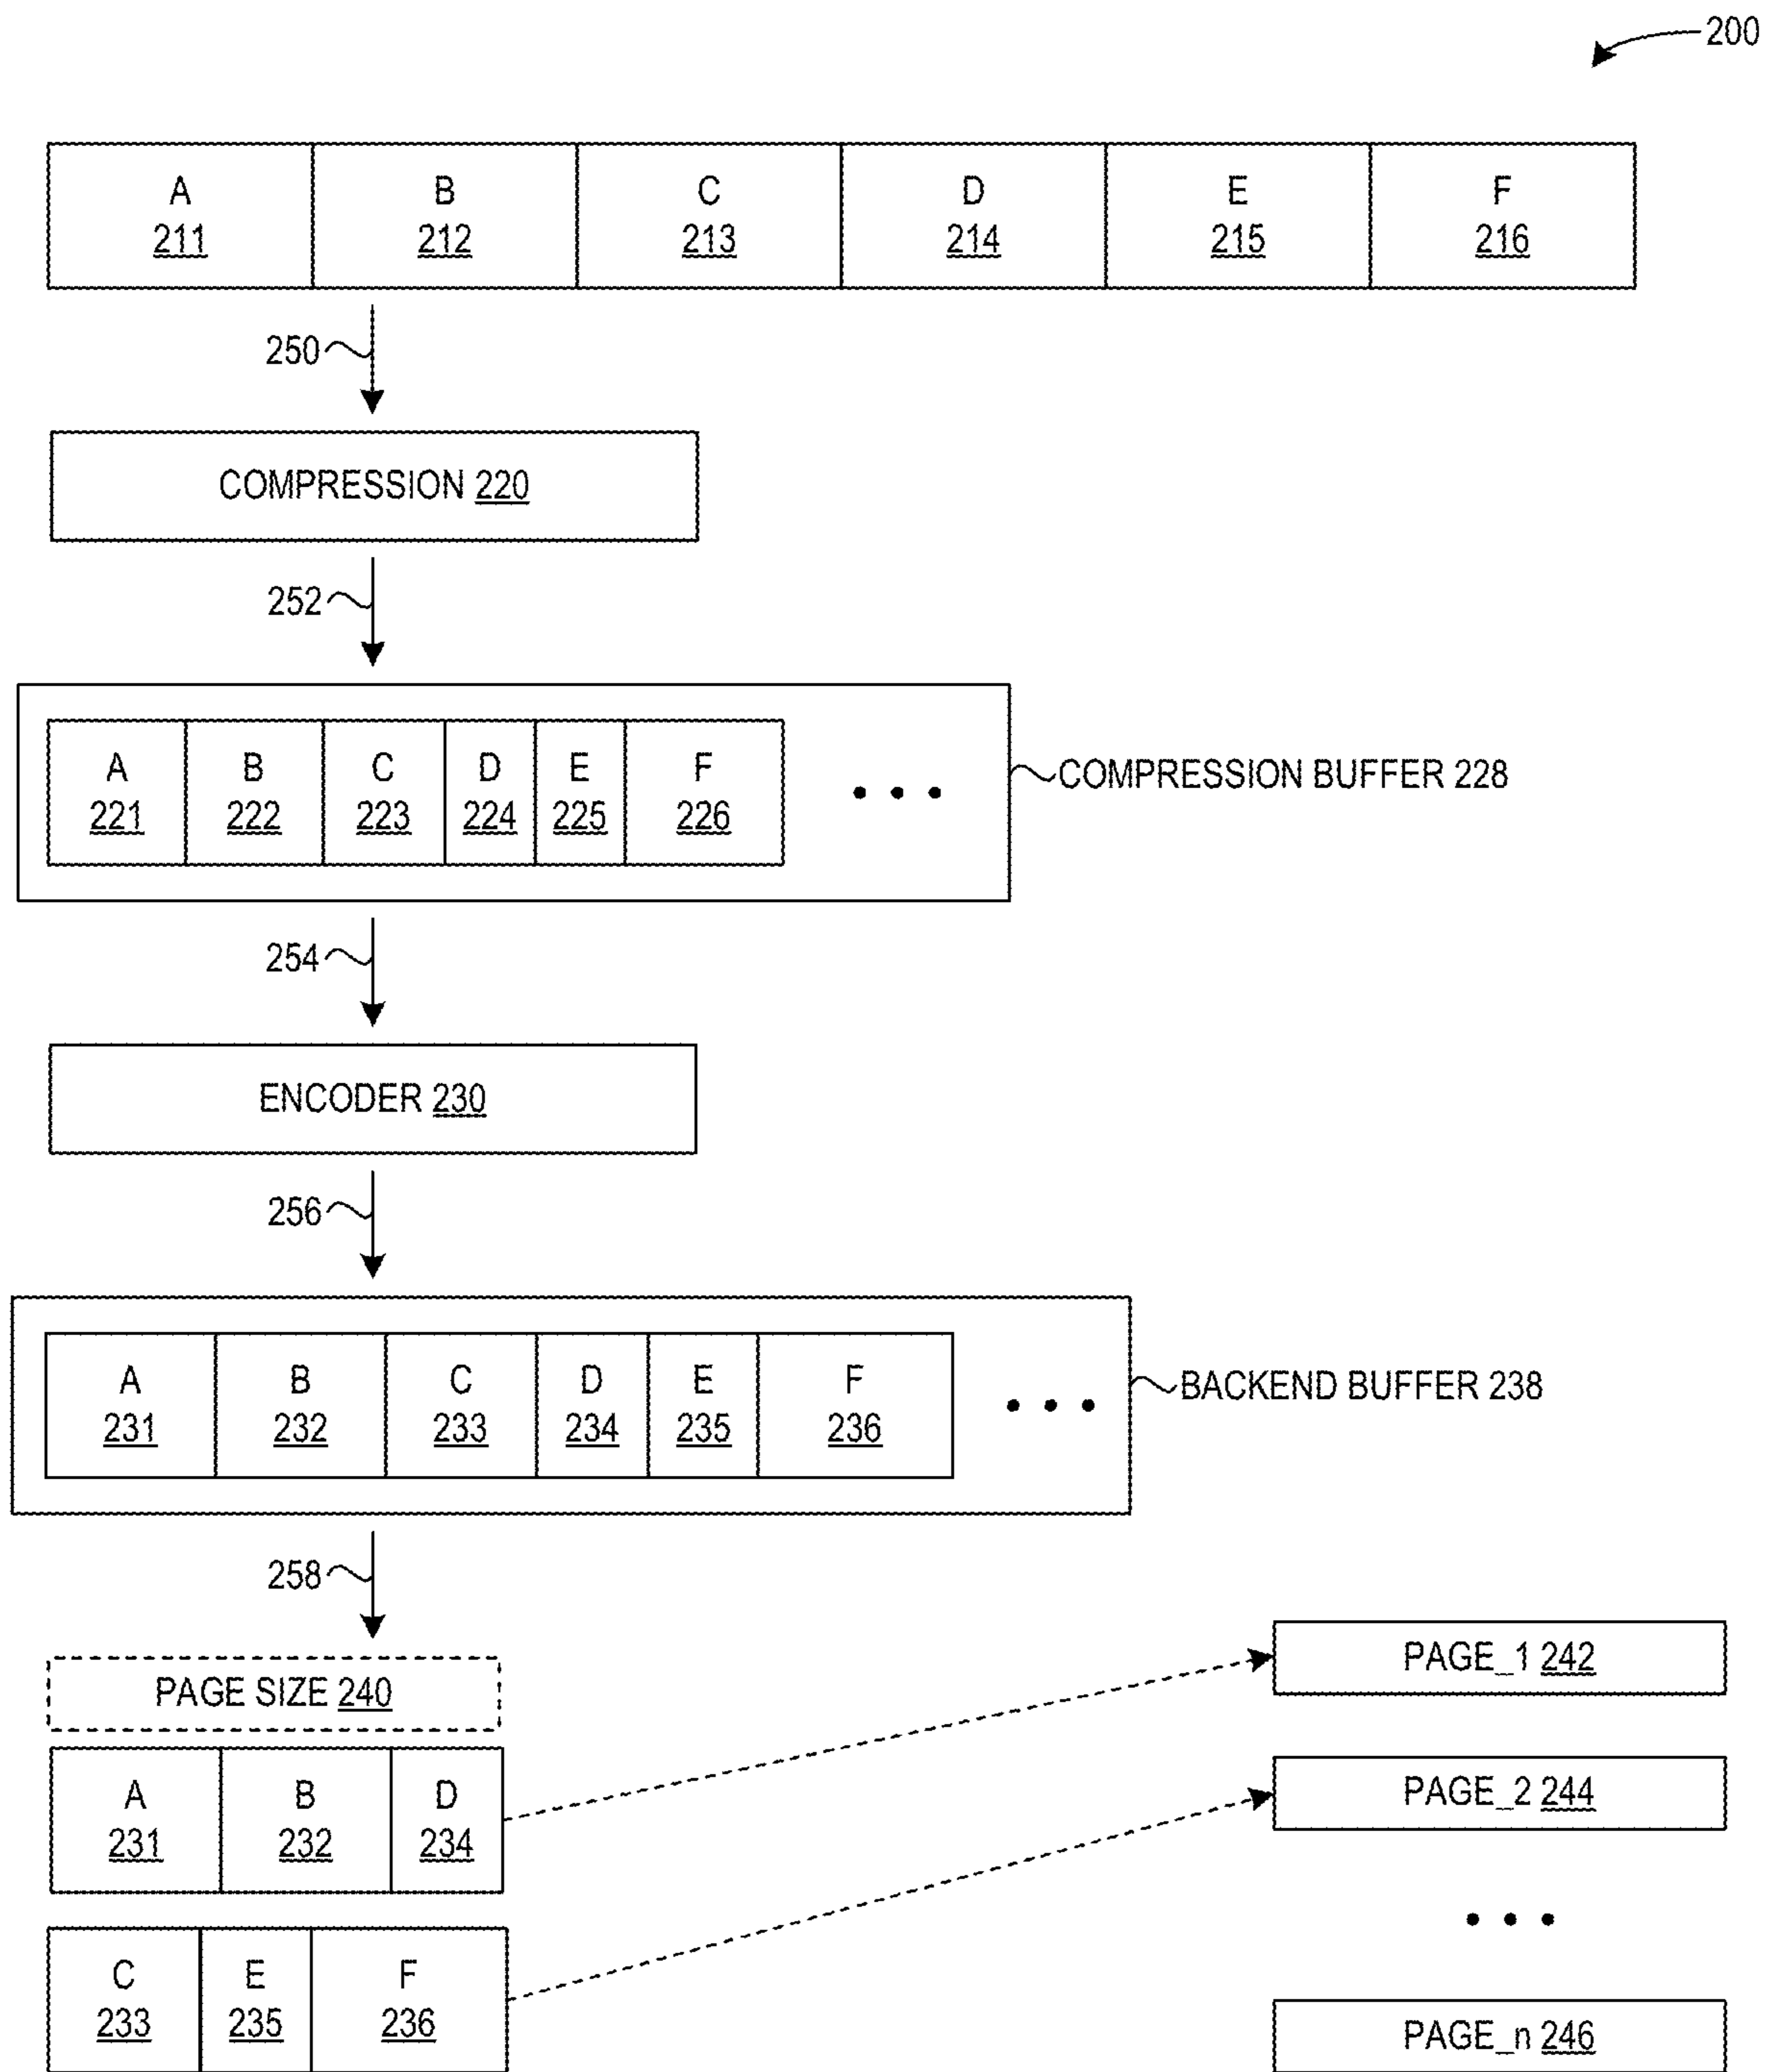 200
A B C D E F
211 212 213 214 215 216
250
COMPRESSION 220
252
A B C D E F
221 222 223 224 225 226
COMPRESSION BUFFER 228
254
ENCODER 230
256
A B C D E F
231 232 233 234 235 236
BACKEND BUFFER 238
258
PAGE SIZE 240
PAGE_1 242
A B D
231 232 234
PAGE_2 244
C E F
233 235 236
PAGE_n 246